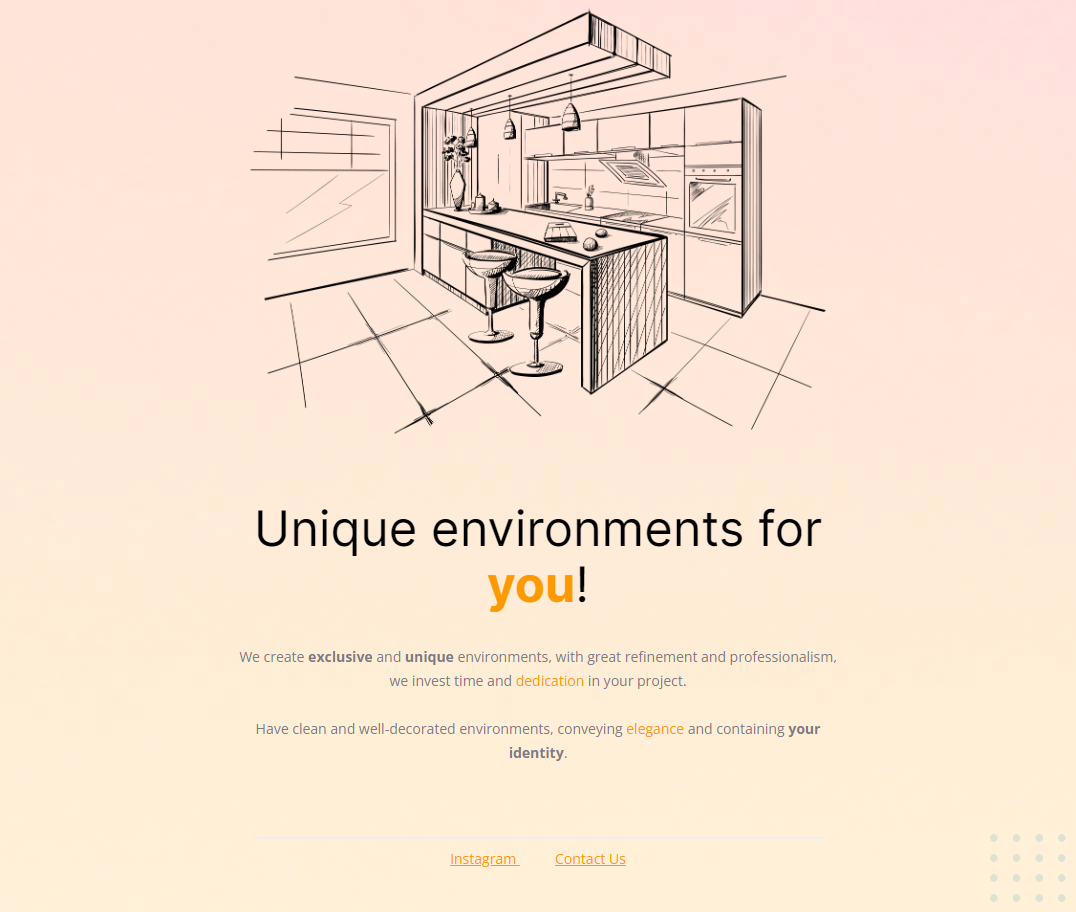 Unique environments for
you!
We create exclusive and unique environments, with great refinement and professionalism,
we invest time and dedication in your project.
Have clean and well-decorated environments, conveying elegance and containing your
identity.
Instagram Contact Us